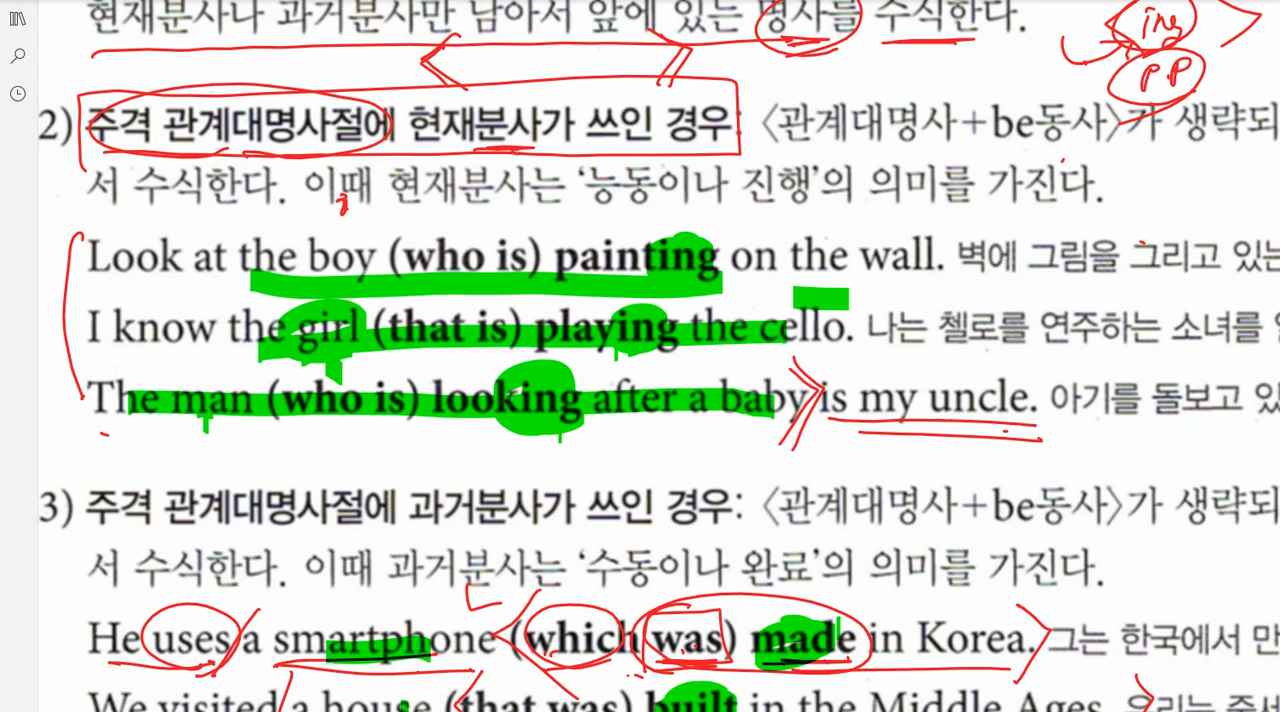 현재분사나 과거분사만 남아서 앞에 있는 명사를 수식한다.
ing
p.p
2) 주격 관계대명사절에 현재분사가 쓰인 경우: 〈관계대명사+be동사〉가 생략되
서 수식한다. 이때 현재분사는 ‘능동이나 진행’의 의미를 가진다.
Look at the boy (who is) painting on the wall. 벽에 그림을 그리고 있는
I know the girl (that is) playing the cello. 나는 첼로를 연주하는 소녀를
The man (who is) looking after a baby is my uncle. 아기를 돌보고 있
3) 주격 관계대명사절에 과거분사가 쓰인 경우: 〈관계대명사+be동사〉가 생략되
서 수식한다. 이때 과거분사는 ‘수동이나 완료’의 의미를 가진다.
He uses a smartphone (which was) made in Korea. 그는 한국에서 만
We visited a house (that was) built in the Middle Ages. 우리는 중세